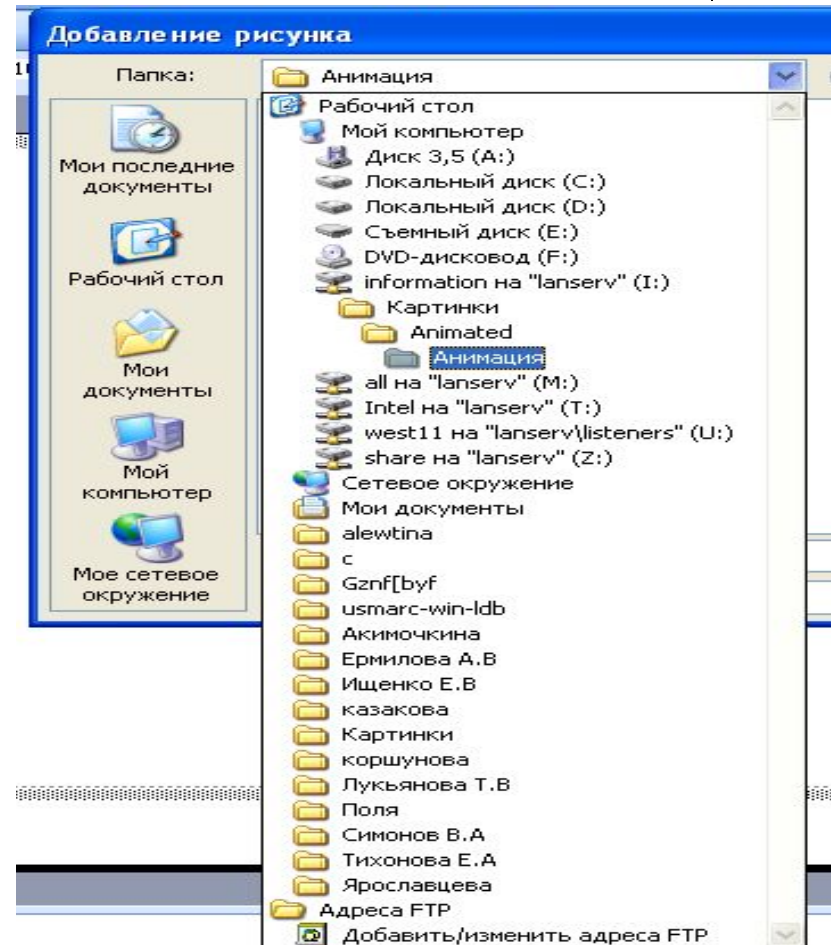 Добавление рисунка
Папка:
Анимация
Мои последние
документы
Рабочий стол
Мои
документы
Мой
компьютер
Мое сетевое
окружение
Рабочий стол
Мой компьютер
Диск 3,5 (A:)
Локальный диск (C:)
Локальный диск (D:)
Съемный диск (E:)
DVD-дисковод (F:)
information на "lanserv" (I:)
Картинки
Animated
Анимация
all на "lanserv" (M:)
Intel на "lanserv" (T:)
west11 на "lanserv\listeners" (U:)
share на "lanserv" (Z:)
Сетевое окружение
Мои документы
alewtina
c
Gznf[byf
usmarc-win-ldb
Акимочкина
Ермилова А.В
Ищенко Е.В
казакова
Картинки
коршунова
Лукьянова Т.В
Поля
Симонов В.А
Тихонова Е.А
Ярославцева
Адреса FTP
Добавить/изменить адреса FTP